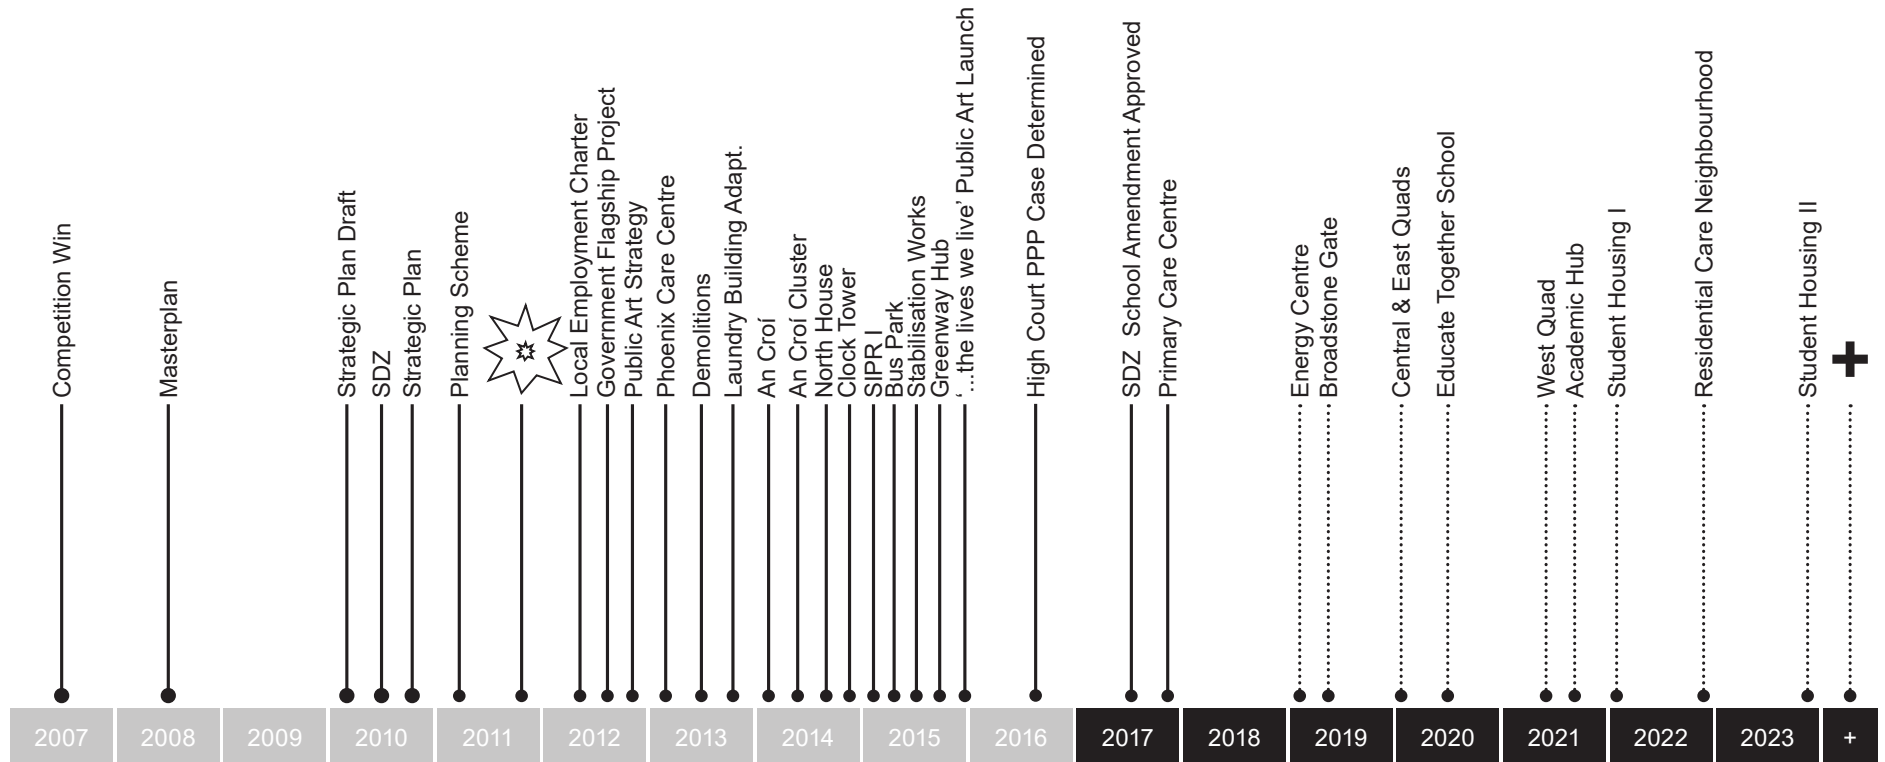 Competition Win
Masterplan
Strategic Plan Draft
SDZ
Strategic Plan
Planning Scheme
Local Employment Charter
Government Flagship Project
Public Art Strategy
Phoenix Care Centre
Demolitions
Laundry Building Adapt.
An Croí
An Croí Cluster
North House
Clock Tower
SIPR I
Bus Park
Stabilisation Works
Greenway Hub
‘ ...the lives we live’ Public Art Launch
High Court PPP Case Determined
SDZ  School Amendment Approved
Primary Care Centre
Energy Centre
Broadstone Gate
Central & East Quads
Educate Together School
West Quad
Academic Hub
Student Housing I
Residential Care Neighbourhood
Student Housing II
+
2007
2008
2009
2010
2011
2012
2013
2014
2015
2016
2017
2018
2019
2020
2021
2022
2023
+